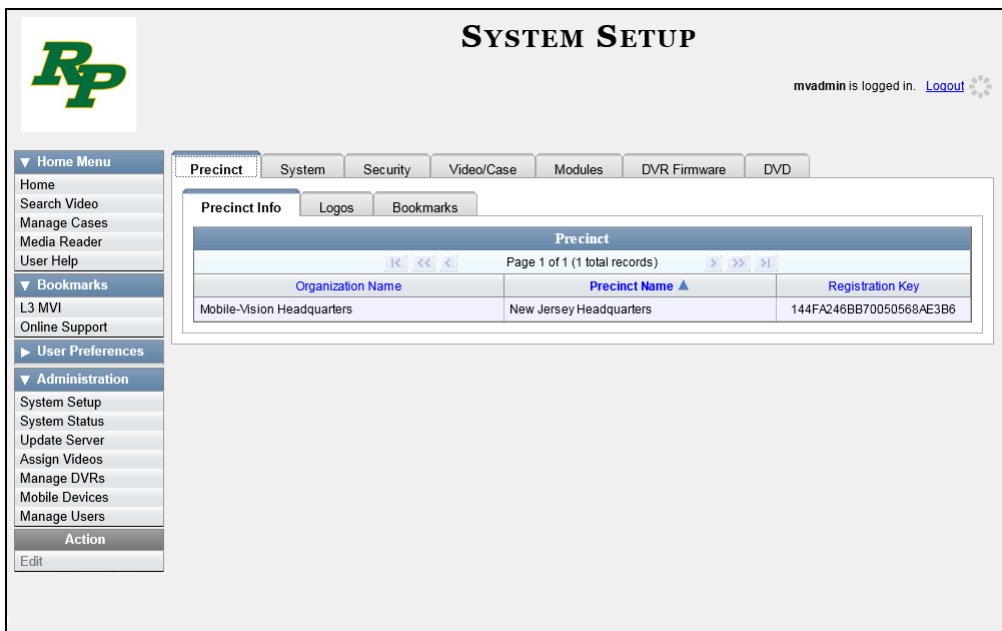 RP
SYSTEM SETUP
mvadmin is logged in. Logout
▼ Home Menu
Home
Search Video
Manage Cases
Media Reader
User Help
▼ Bookmarks
L3 MVI
Online Support
▶ User Preferences
▼ Administration
System Setup
System Status
Update Server
Assign Videos
Manage DVRs
Mobile Devices
Manage Users
Action
Edit
Precinct System Security Video/Case Modules DVR Firmware DVD
Precinct Info Logos Bookmarks
Precinct
Page 1 of 1 (1 total records)
Organization Name Precinct Name ▲ Registration Key
Mobile-Vision Headquarters New Jersey Headquarters 144FA246BB70050568AE3B6